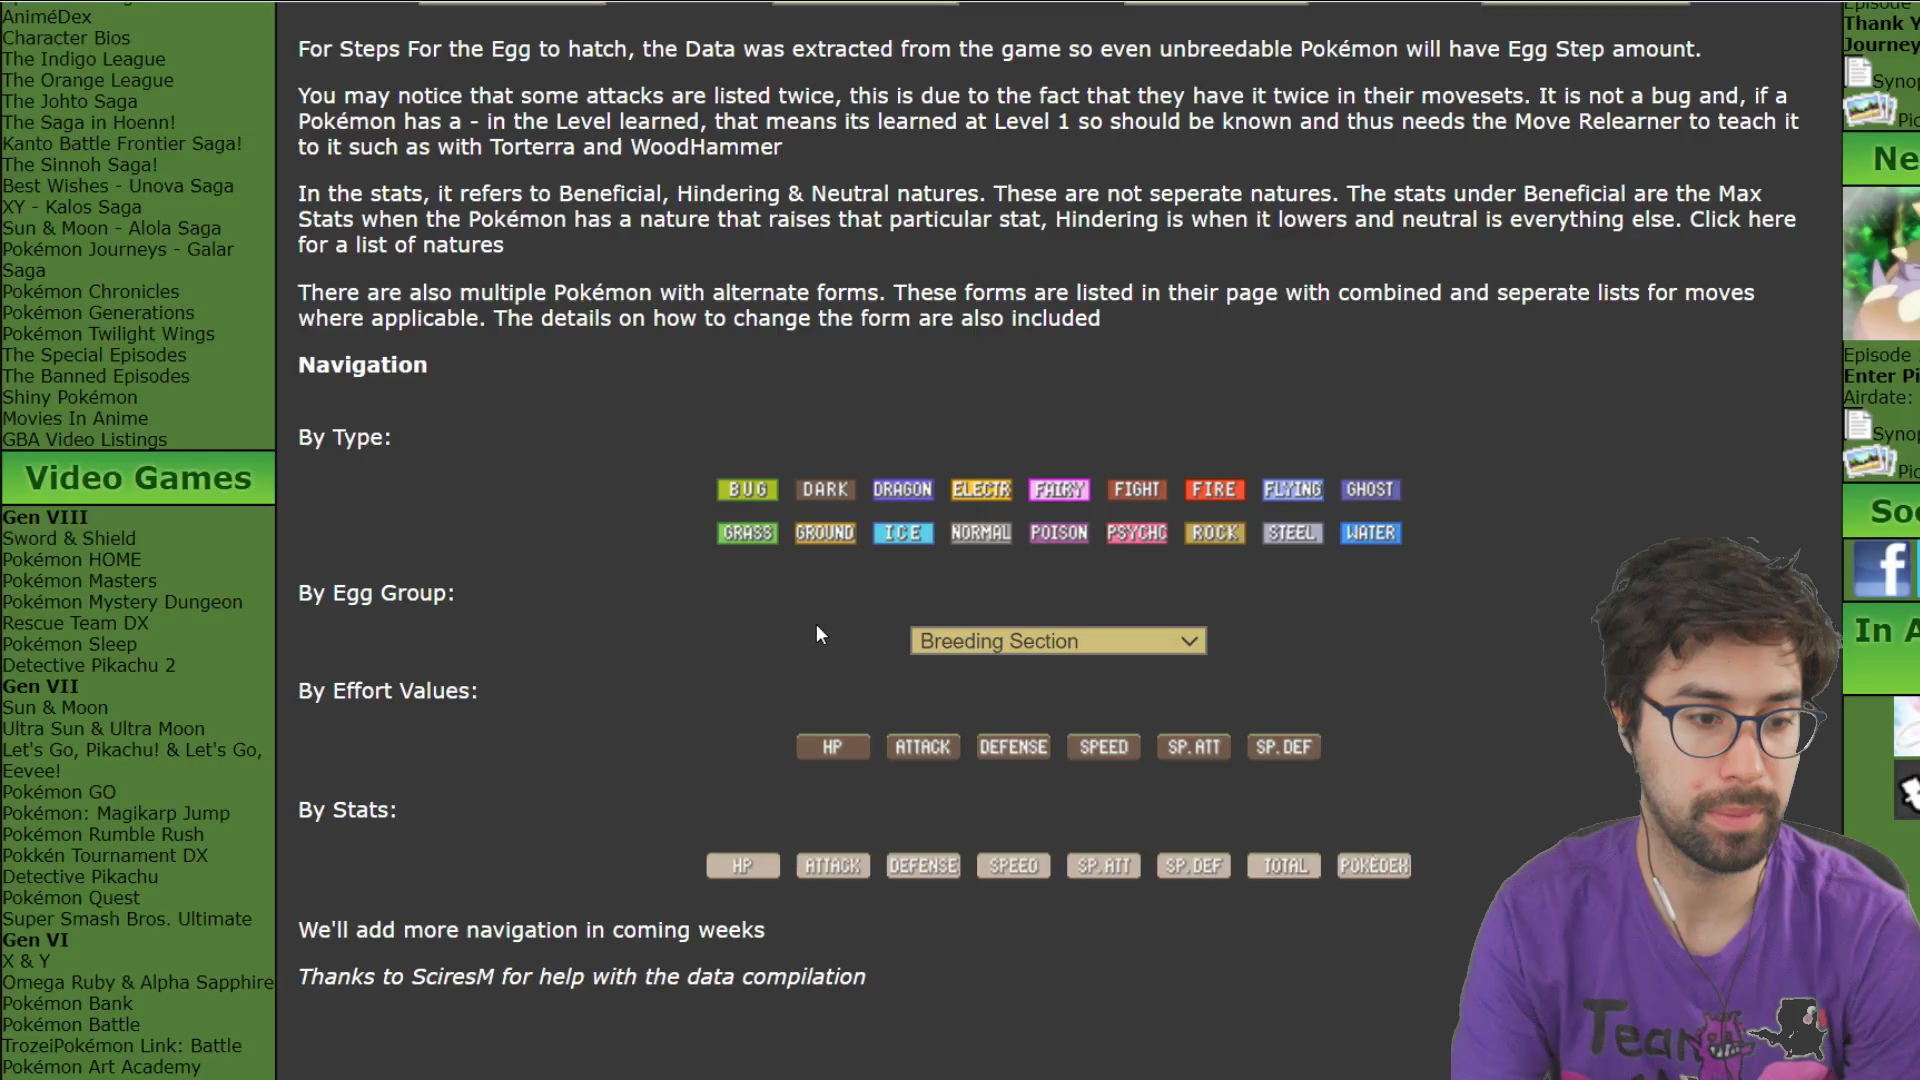 AniméDex
Character Bios
The Indigo League
The Orange League
The Johto Saga
The Saga in Hoenn!
Kanto Battle Frontier Saga!
The Sinnoh Saga!
Best Wishes - Unova Saga
XY - Kalos Saga
Sun & Moon - Alola Saga
Pokémon Journeys - Galar
Saga
Pokémon Chronicles
Pokémon Generations
Pokémon Twilight Wings
The Special Episodes
The Banned Episodes
Shiny Pokémon
Movies In Anime
GBA Video Listings
Video Games
Gen VIII
Sword & Shield
Pokémon HOME
Pokémon Masters
Pokémon Mystery Dungeon
Rescue Team DX
Pokémon Sleep
Detective Pikachu 2
Gen VII
Sun & Moon
Ultra Sun & Ultra Moon
Let's Go, Pikachu! & Let's Go,
Eevee!
Pokémon GO
Pokémon: Magikarp Jump
Pokémon Rumble Rush
Pokkén Tournament DX
Detective Pikachu
Pokémon Quest
Super Smash Bros. Ultimate
Gen VI
X & Y
Omega Ruby & Alpha Sapphire
Pokémon Bank
Pokémon Battle
TrozeiPokémon Link: Battle
Pokémon Art Academy
For Steps For the Egg to hatch, the Data was extracted from the game so even unbreedable Pokémon will have Egg Step amount.
You may notice that some attacks are listed twice, this is due to the fact that they have it twice in their movesets. It is not a bug and, if a
Pokémon has a - in the Level learned, that means its learned at Level 1 so should be known and thus needs the Move Relearner to teach it
to it such as with Torterra and WoodHammer
In the stats, it refers to Beneficial, Hindering & Neutral natures. These are not seperate natures. The stats under Beneficial are the Max
Stats when the Pokémon has a nature that raises that particular stat, Hindering is when it lowers and neutral is everything else. Click here
for a list of natures
There are also multiple Pokémon with alternate forms. These forms are listed in their page with combined and seperate lists for moves
where applicable. The details on how to change the form are also included
Navigation
By Type:
BUG DARK DRAGON ELECTR FAIRY FIGHT FIRE FLYING GHOST
GRASS GROUND ICE NORMAL POISON PSYCHC ROCK STEEL WATER
By Egg Group:
Breeding Section
By Effort Values:
HP ATTACK DEFENSE SPEED SP.ATT SP.DEF
By Stats:
HP ATTACK DEFENSE SPEED SP.ATT SP.DEF TOTAL POKÉDEX
We'll add more navigation in coming weeks
Thanks to SciresM for help with the data compilation
Episode
Thank Y
Journey
Synop
Pic
Ne
Episode
Enter Pi
Airdate:
Synop
Pic
Soc
f
In A
Team